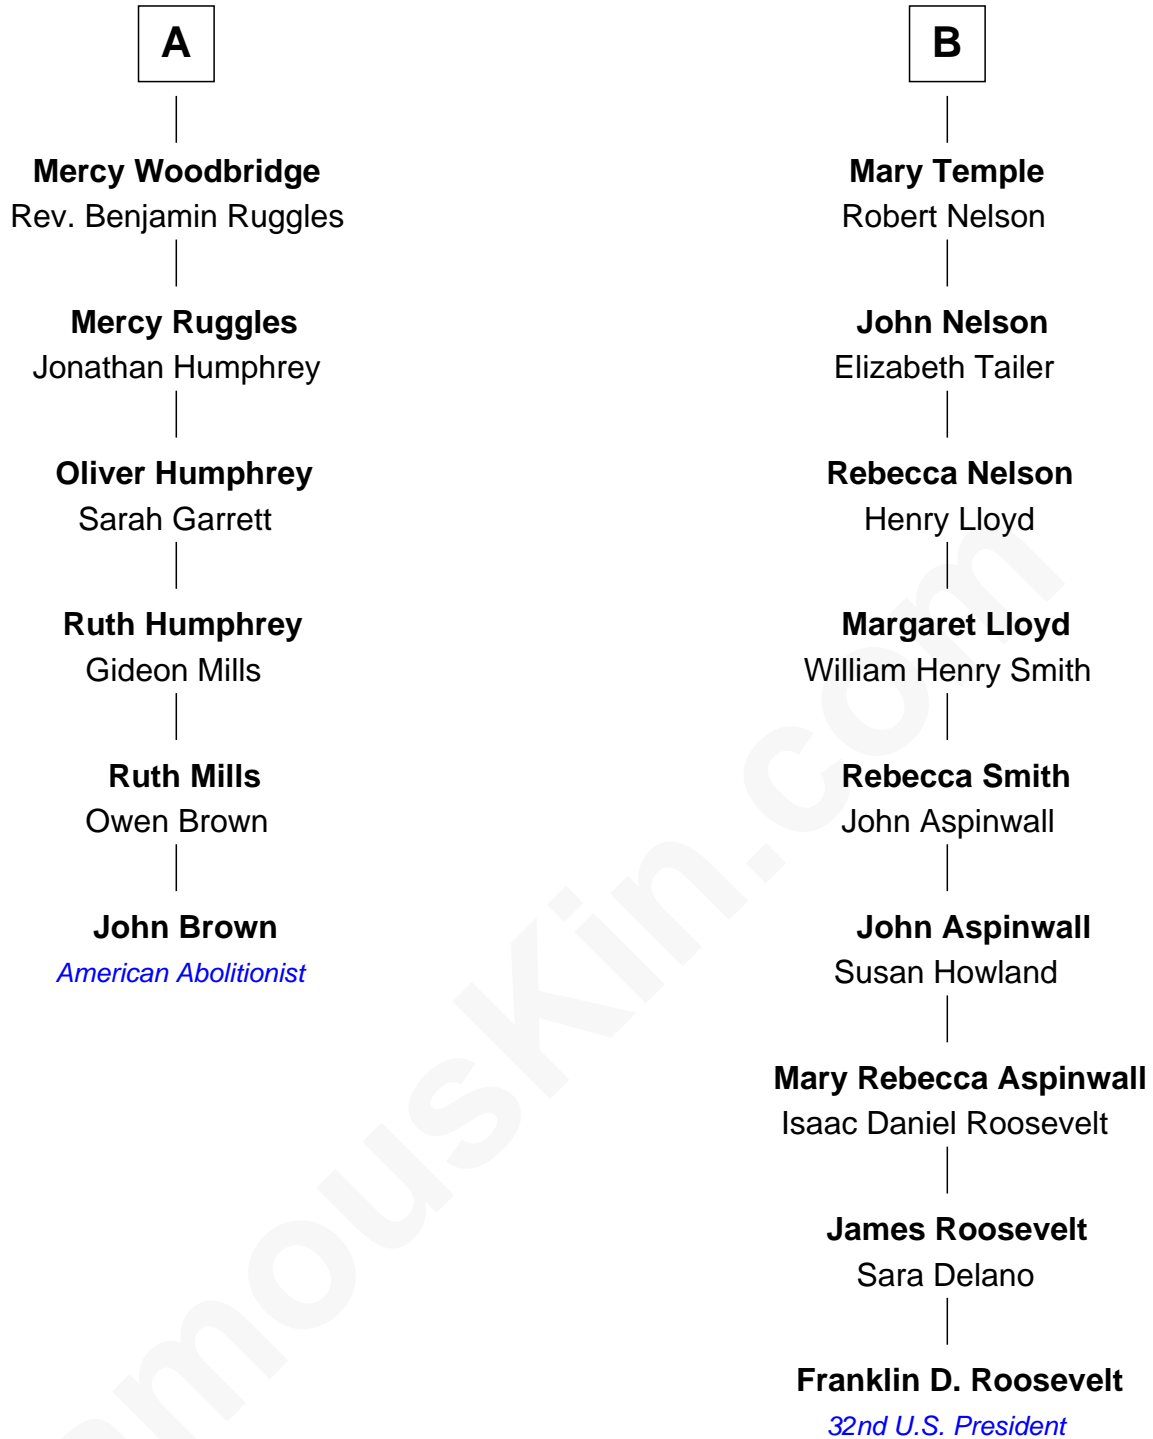 A
Mercy Woodbridge
Rev. Benjamin Ruggles
Mercy Ruggles
Jonathan Humphrey
Oliver Humphrey
Sarah Garrett
Ruth Humphrey
Gideon Mills
Ruth Mills
Owen Brown
John Brown
American Abolitionist
B
Mary Temple
Robert Nelson
John Nelson
Elizabeth Tailer
Rebecca Nelson
Henry Lloyd
Margaret Lloyd
William Henry Smith
Rebecca Smith
John Aspinwall
John Aspinwall
Susan Howland
Mary Rebecca Aspinwall
Isaac Daniel Roosevelt
James Roosevelt
Sara Delano
Franklin D. Roosevelt
32nd U.S. President
amouskin.com